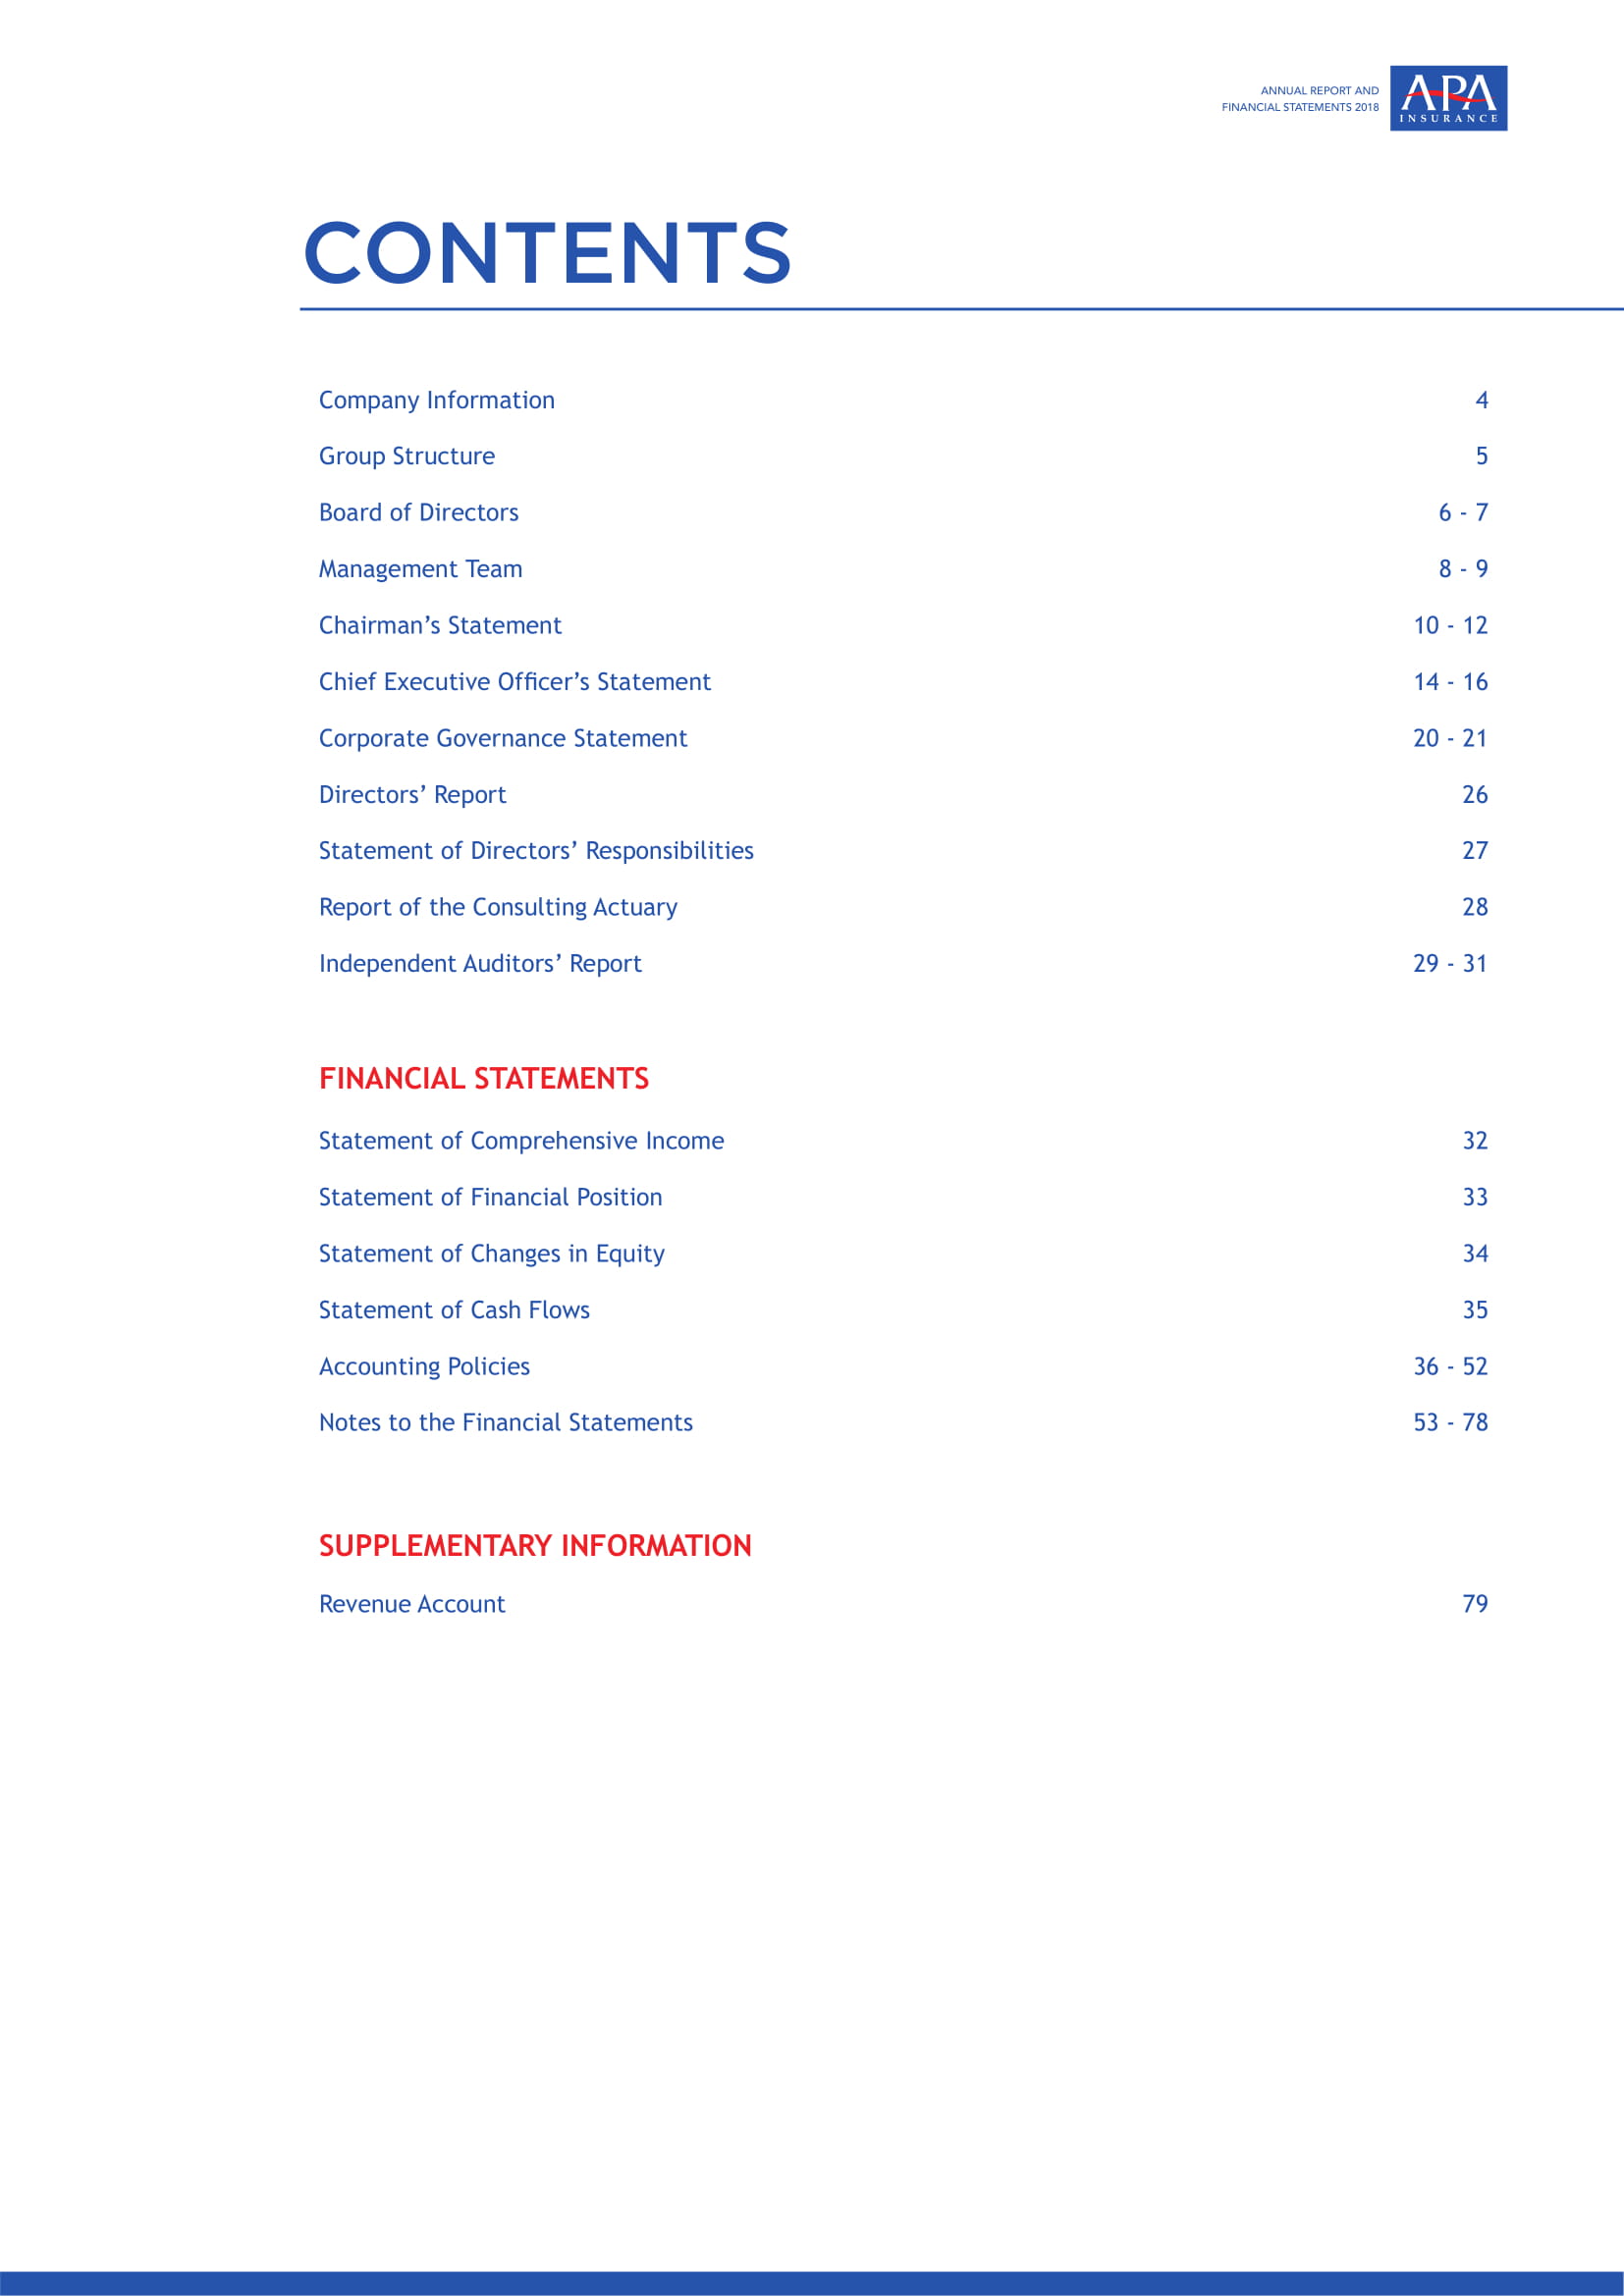 ANNUAL REPORT AND
FINANCIAL STATEMENTS 2018
APA
INSURANCE
CONTENTS
Company Information 4
Group Structure 5
Board of Directors 6 - 7
Management Team 8 - 9
Chairman’s Statement 10 - 12
Chief Executive Officer’s Statement 14 - 16
Corporate Governance Statement 20 - 21
Directors’ Report 26
Statement of Directors’ Responsibilities 27
Report of the Consulting Actuary 28
Independent Auditors’ Report 29 - 31
FINANCIAL STATEMENTS
Statement of Comprehensive Income 32
Statement of Financial Position 33
Statement of Changes in Equity 34
Statement of Cash Flows 35
Accounting Policies 36 - 52
Notes to the Financial Statements 53 - 78
SUPPLEMENTARY INFORMATION
Revenue Account 79